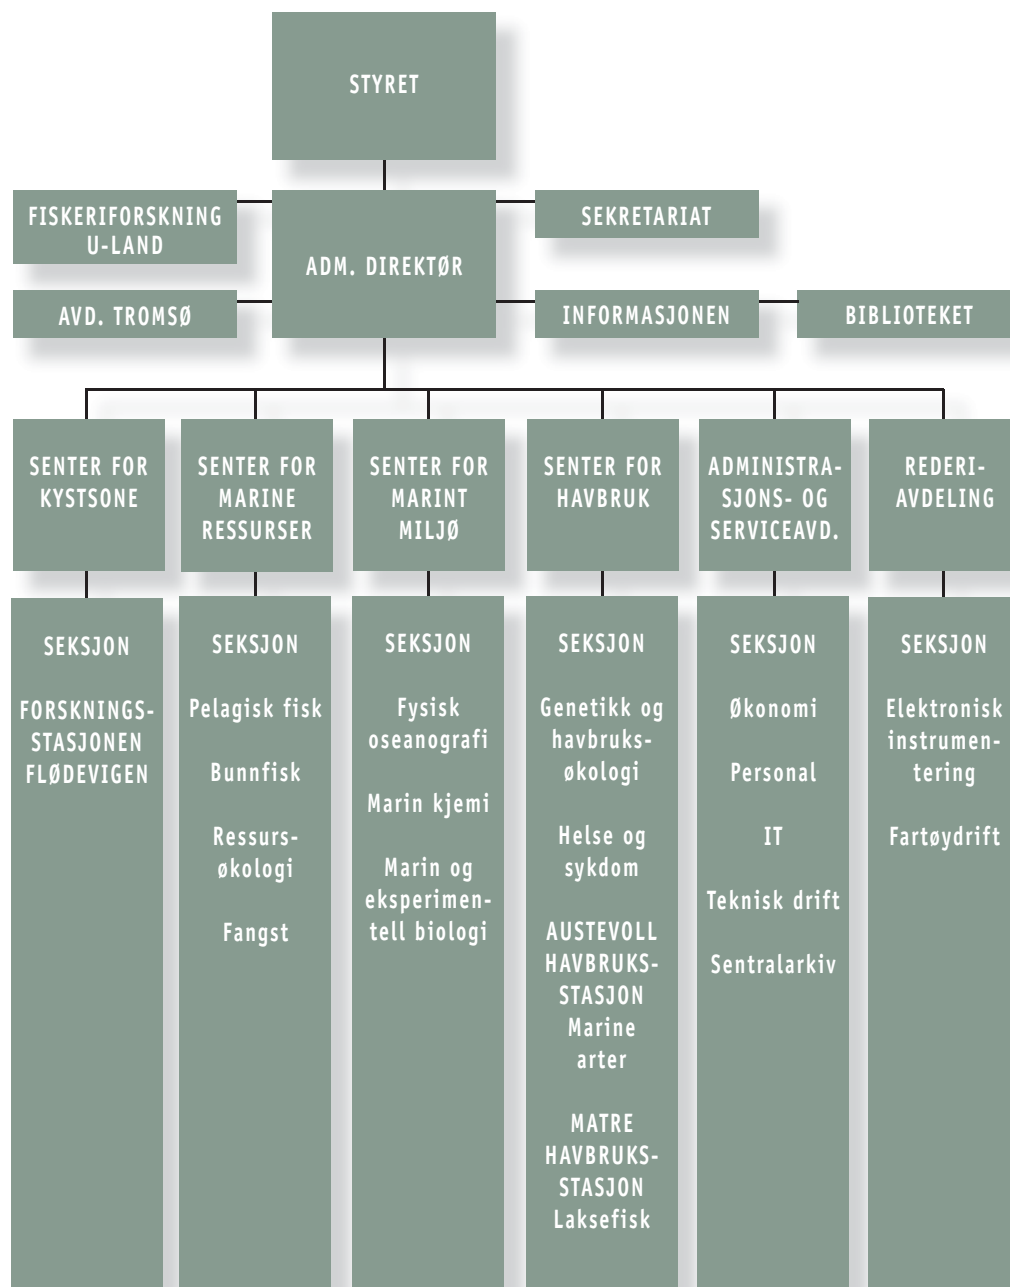 STYRET
FISKERIFORSKNING
U-LAND
ADM. DIREKTØR
SEKRETARIAT
AVD. TROMSØ
INFORMASJONEN
BIBLIOTEKET
SENTER FOR
KYSTSONE
SENTER FOR
MARINE
RESSURSER
SENTER FOR
MARINT
MILJØ
SENTER FOR
HAVBRUK
ADMINISTRA-
SJONS- OG
SERVICEAVD.
REDERI-
AVDELING
SEKSJON
FORSKNINGS-
STASJONEN
FLØDEVIGEN
SEKSJON
Pelagisk fisk
Bunnfisk
Ressurs-
økologi
Fangst
SEKSJON
Fysisk
oseanografi
Marin kjemi
Marin og
eksperimen-
tell biologi
SEKSJON
Genetikk og
havbruks-
økologi
Helse og
sykdom
AUSTEVOLL
HAVBRUKS-
STASJON
Marine
arter
MATRE
HAVBRUKS-
STASJON
Laksefisk
SEKSJON
Økonomi
Personal
IT
Teknisk drift
Sentralarkiv
SEKSJON
Elektronisk
instrumen-
tering
Fartøydrift